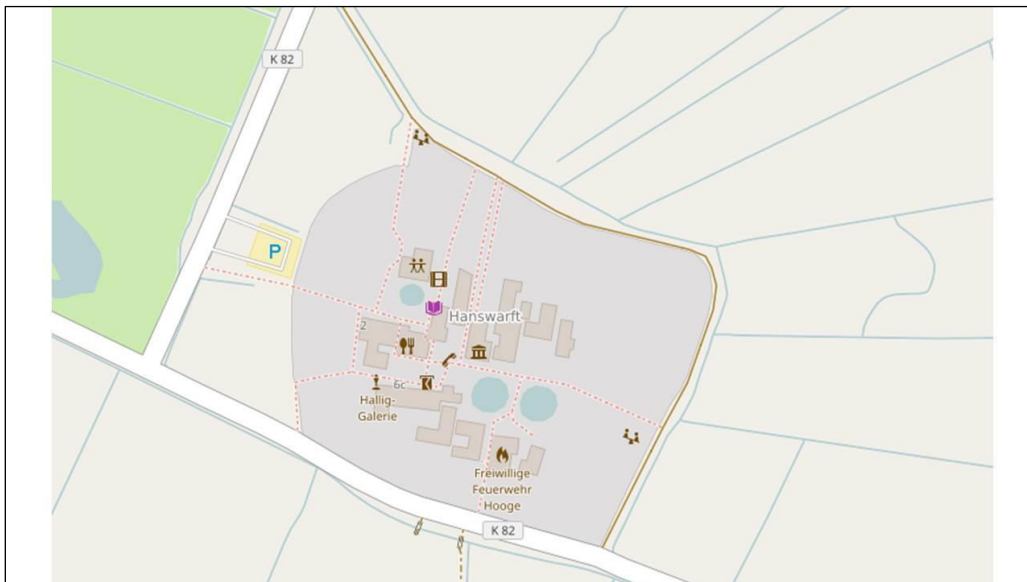 K 82
P
Hanswarft
2
6c
Hallig-
Galerie
Freiwillige
Feuerwehr
Hooge
K 82